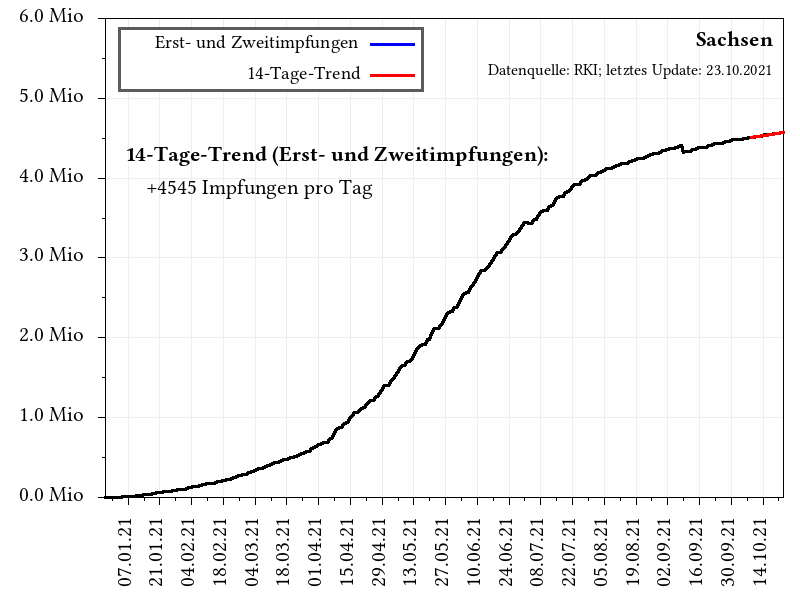 6.0 Mio
5.0 Mio
4.0 Mio
3.0 Mio
2.0 Mio
1.0 Mio
0.0 Mio
Erst- und Zweitimpfungen
14-Tage-Trend
Sachsen
Datenquelle: RKI; letztes Update: 23.10.2021
14-Tage-Trend (Erst- und Zweitimpfungen):
+4545 Impfungen pro Tag
07.01.21
21.01.21
04.02.21
18.02.21
04.03.21
18.03.21
01.04.21
15.04.21
29.04.21
13.05.21
27.05.21
10.06.21
24.06.21
08.07.21
22.07.21
05.08.21
19.08.21
02.09.21
16.09.21
30.09.21
14.10.21